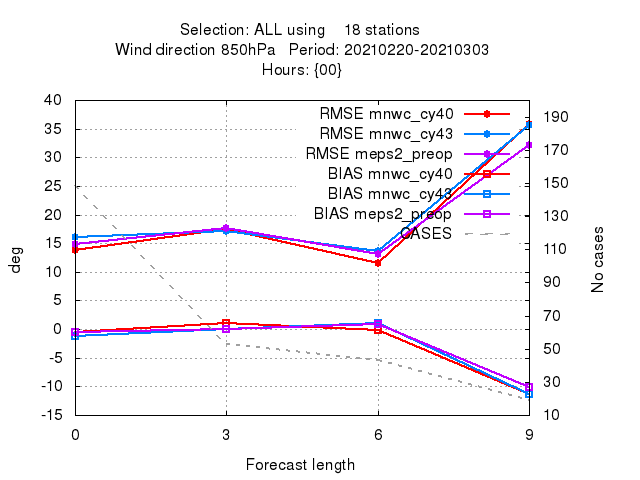 Selection: ALL using 18 stations
Wind direction 850hPa Period: 20210220-20210303
Hours: {00}
40
35
30
25
20
15
10
5
0
-5
-10
-15
deg
RMSE mnwc_cy40
RMSE mnwc_cy43
RMSE meps2_preop
BIAS mnwc_cy40
BIAS mnwc_cy43
BIAS meps2_preop
CASES
190
170
150
130
110
90
70
50
30
10
No cases
0 3 6 9
Forecast length